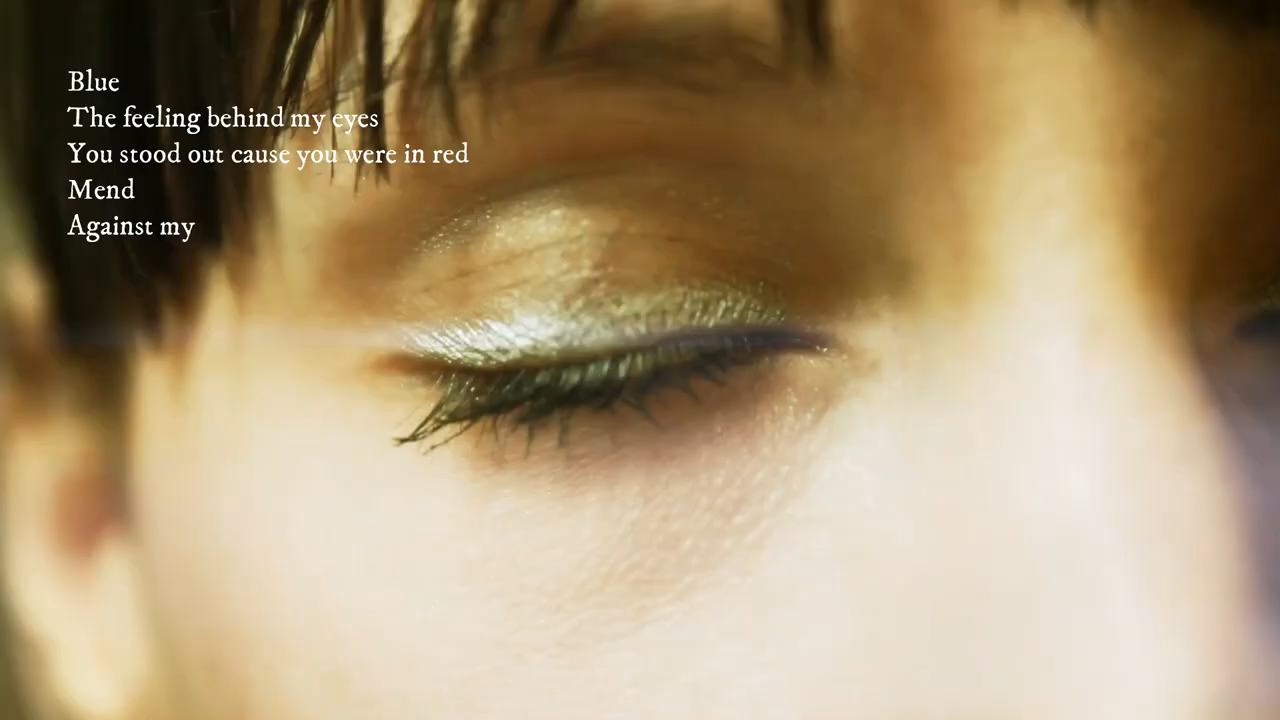 Blue
The feeling behind my eyes
You stood out cause you were in red
Mend
Against my